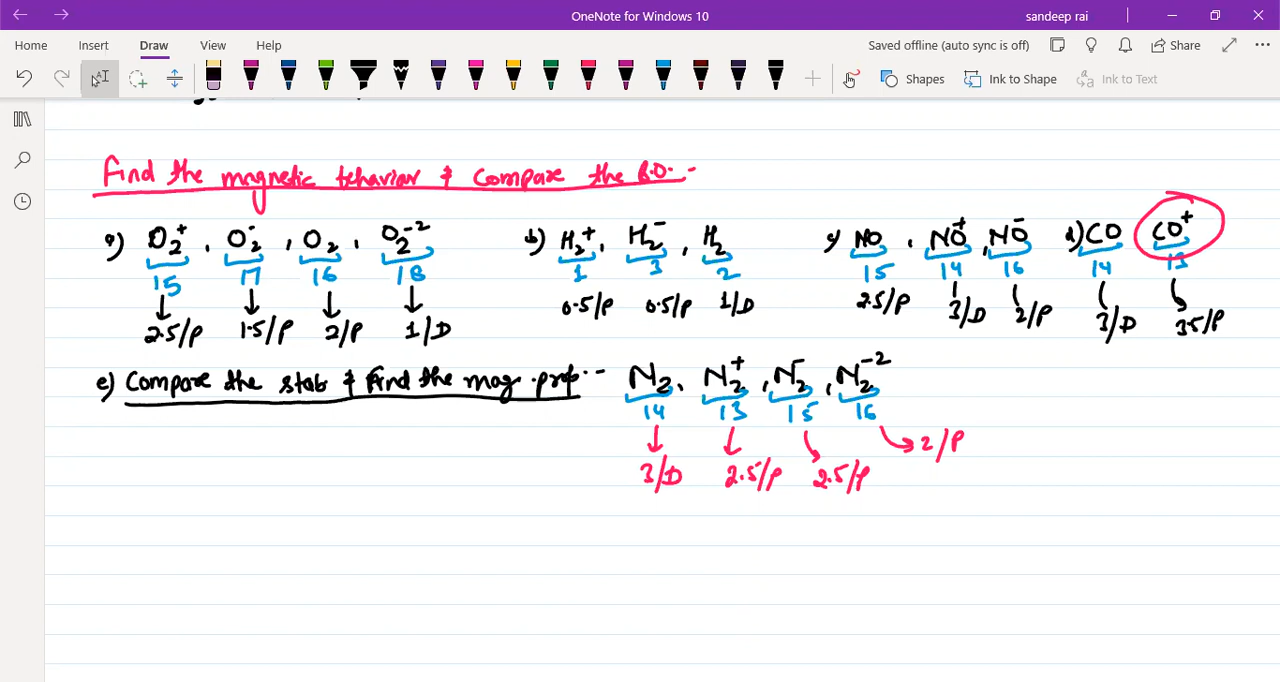 OneNote for Windows 10
sandeep rai
Home Insert Draw View Help
Saved offline (auto sync is off) Share
Shapes Ink to Shape Ink to Text
Find the magnetic behavior & Compare the B.O. -
a) O₂⁺, O₂⁻, O₂, O₂⁻² b) H₂⁺, H₂⁻, H₂ c) NO, NO⁺, NO⁻ d) CO CO⁺
15 17 16 18 1 3 2 15 14 16 14 13
2.5/P 1.5/P 2/P 1/D 0.5/P 0.5/P 1/D 2.5/P 3/D 2/P 3/D 3.5/P
e) Compare the stab & find the mag. prop. -- N₂, N₂⁺, N₂⁻, N₂⁻²
14 13 15 16
3/D 2.5/P 2.5/P 2/P